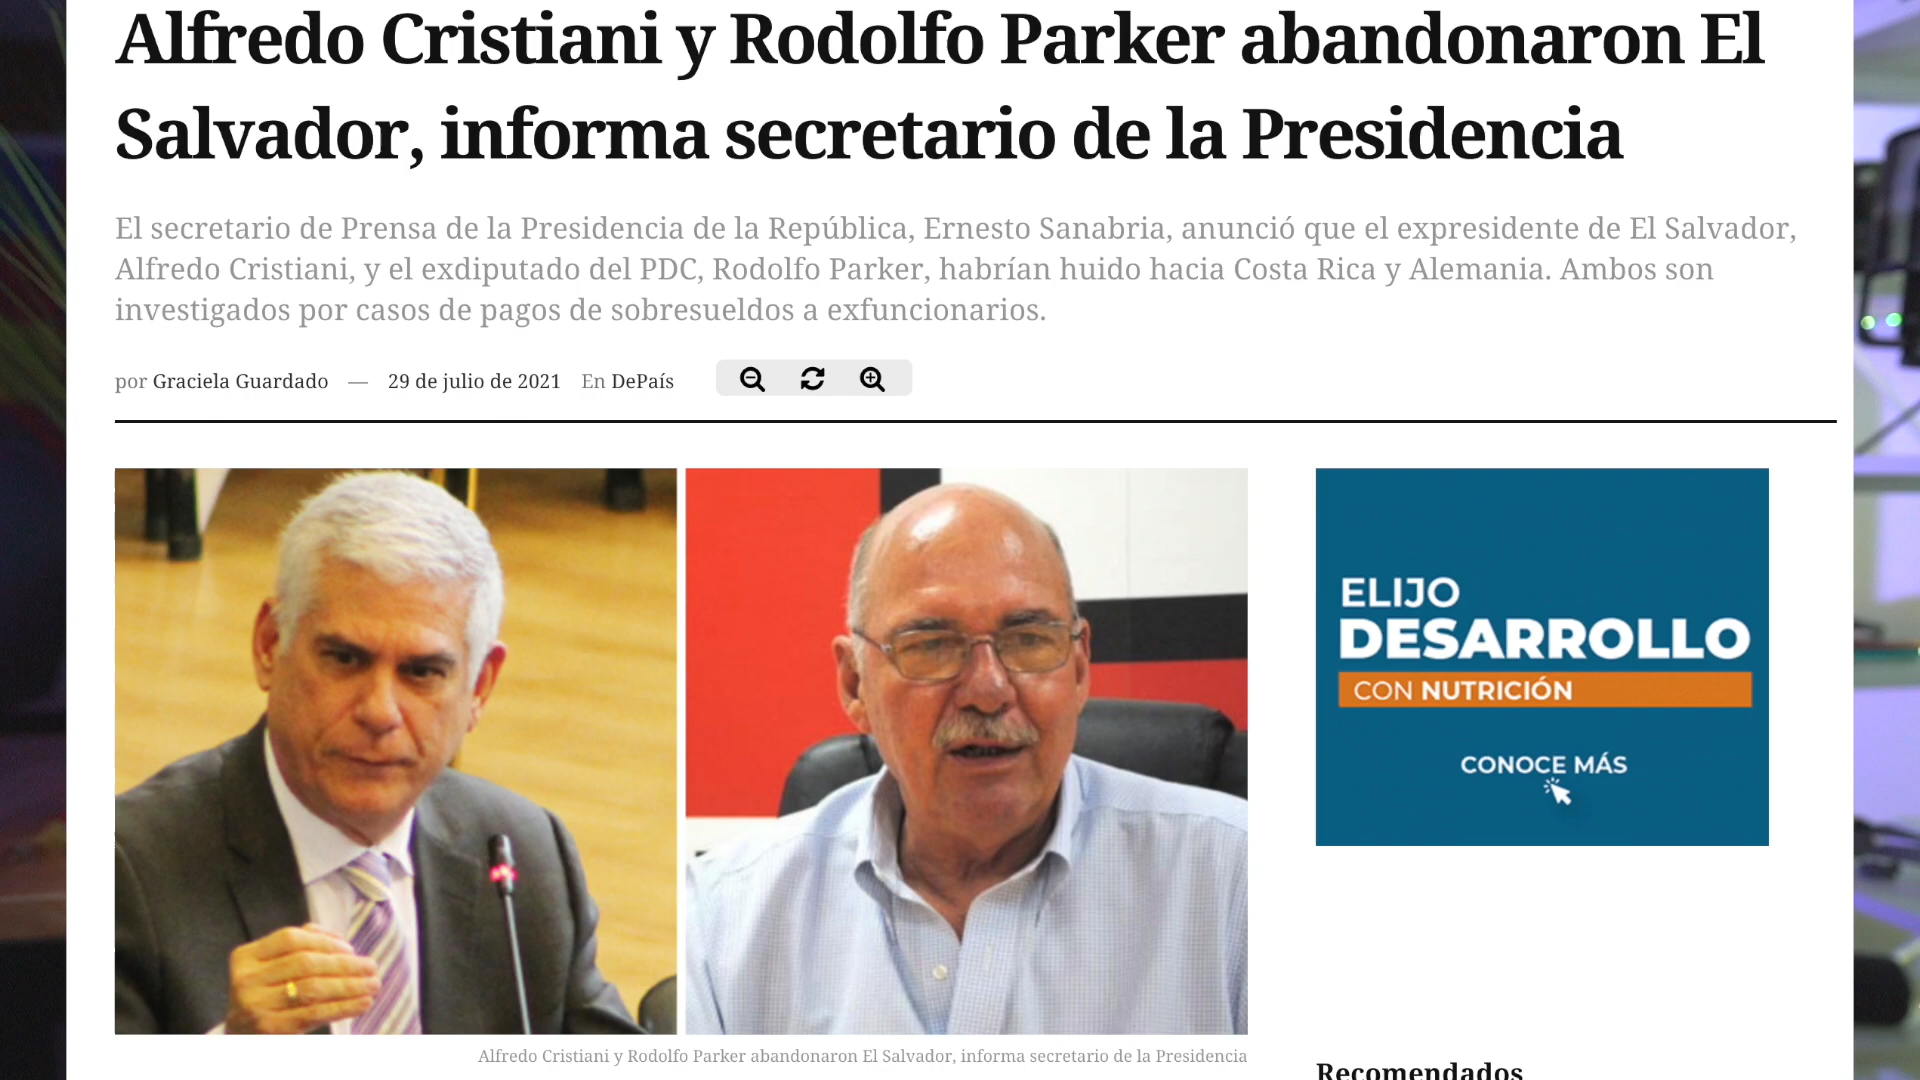 Alfredo Cristiani y Rodolfo Parker abandonaron El
Salvador, informa secretario de la Presidencia
El secretario de Prensa de la Presidencia de la República, Ernesto Sanabria, anunció que el expresidente de El Salvador,
Alfredo Cristiani, y el exdiputado del PDC, Rodolfo Parker, habrían huido hacia Costa Rica y Alemania. Ambos son
investigados por casos de pagos de sobresueldos a exfuncionarios.
por Graciela Guardado — 29 de julio de 2021 En DePaís
ELIJO
DESARROLLO
CON NUTRICIÓN
CONOCE MÁS
Alfredo Cristiani y Rodolfo Parker abandonaron El Salvador, informa secretario de la Presidencia
Recomendados